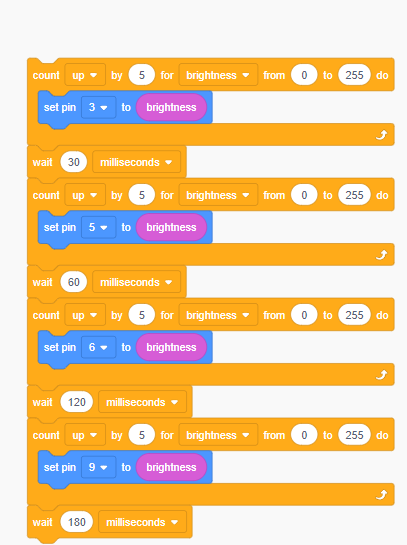 count up by 5 for brightness from 0 to 255 do
set pin 3 to brightness
wait 30 milliseconds
count up by 5 for brightness from 0 to 255 do
set pin 5 to brightness
wait 60 milliseconds
count up by 5 for brightness from 0 to 255 do
set pin 6 to brightness
wait 120 milliseconds
count up by 5 for brightness from 0 to 255 do
set pin 9 to brightness
wait 180 milliseconds